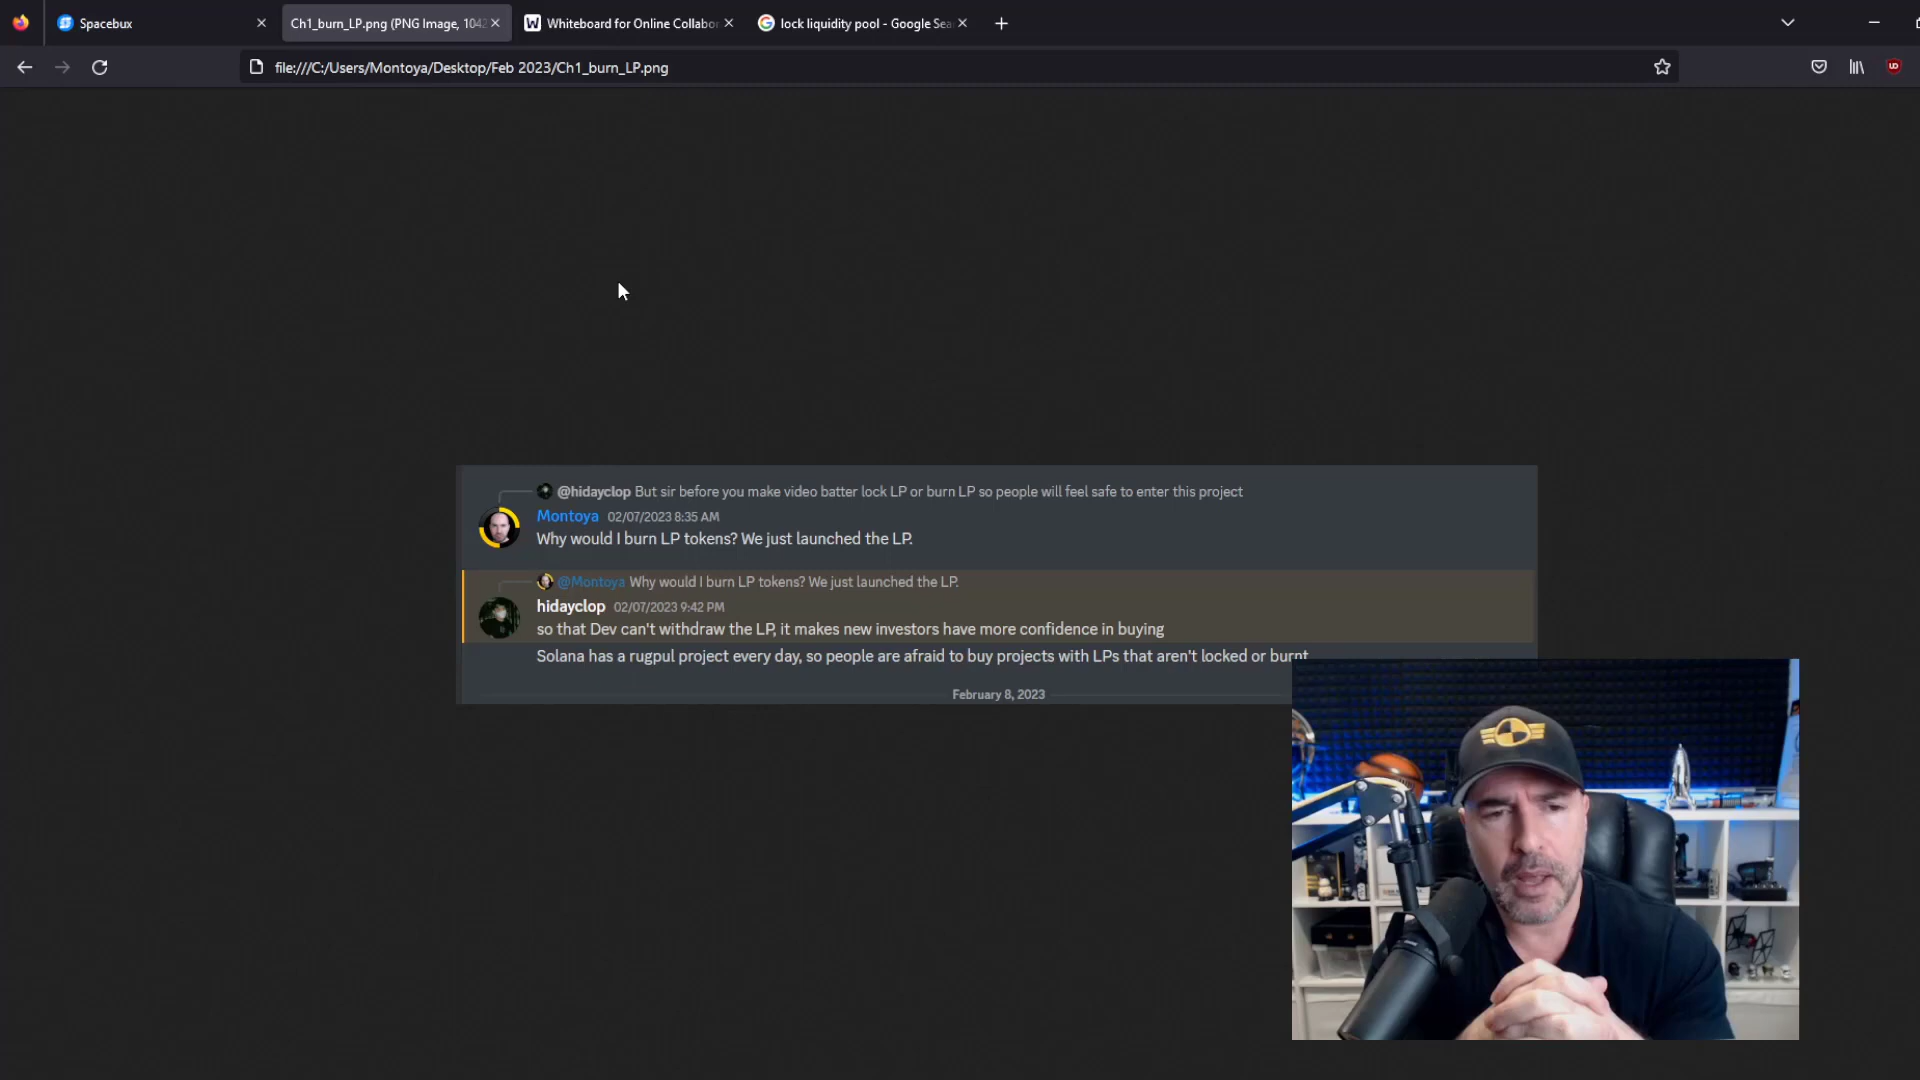 Spacebux
Ch1_burn_LP.png (PNG Image, 1042
Whiteboard for Online Collabor
lock liquidity pool - Google Sea
file:///C:/Users/Montoya/Desktop/Feb 2023/Ch1_burn_LP.png
@hidayclop But sir before you make video batter lock LP or burn LP so people will feel safe to enter this project
Montoya 02/07/2023 8:35 AM
Why would I burn LP tokens? We just launched the LP.
@Montoya Why would I burn LP tokens? We just launched the LP.
hidayclop 02/07/2023 9:42 PM
so that Dev can't withdraw the LP, it makes new investors have more confidence in buying
Solana has a rugpul project every day, so people are afraid to buy projects with LPs that aren't locked or burnt
February 8, 2023